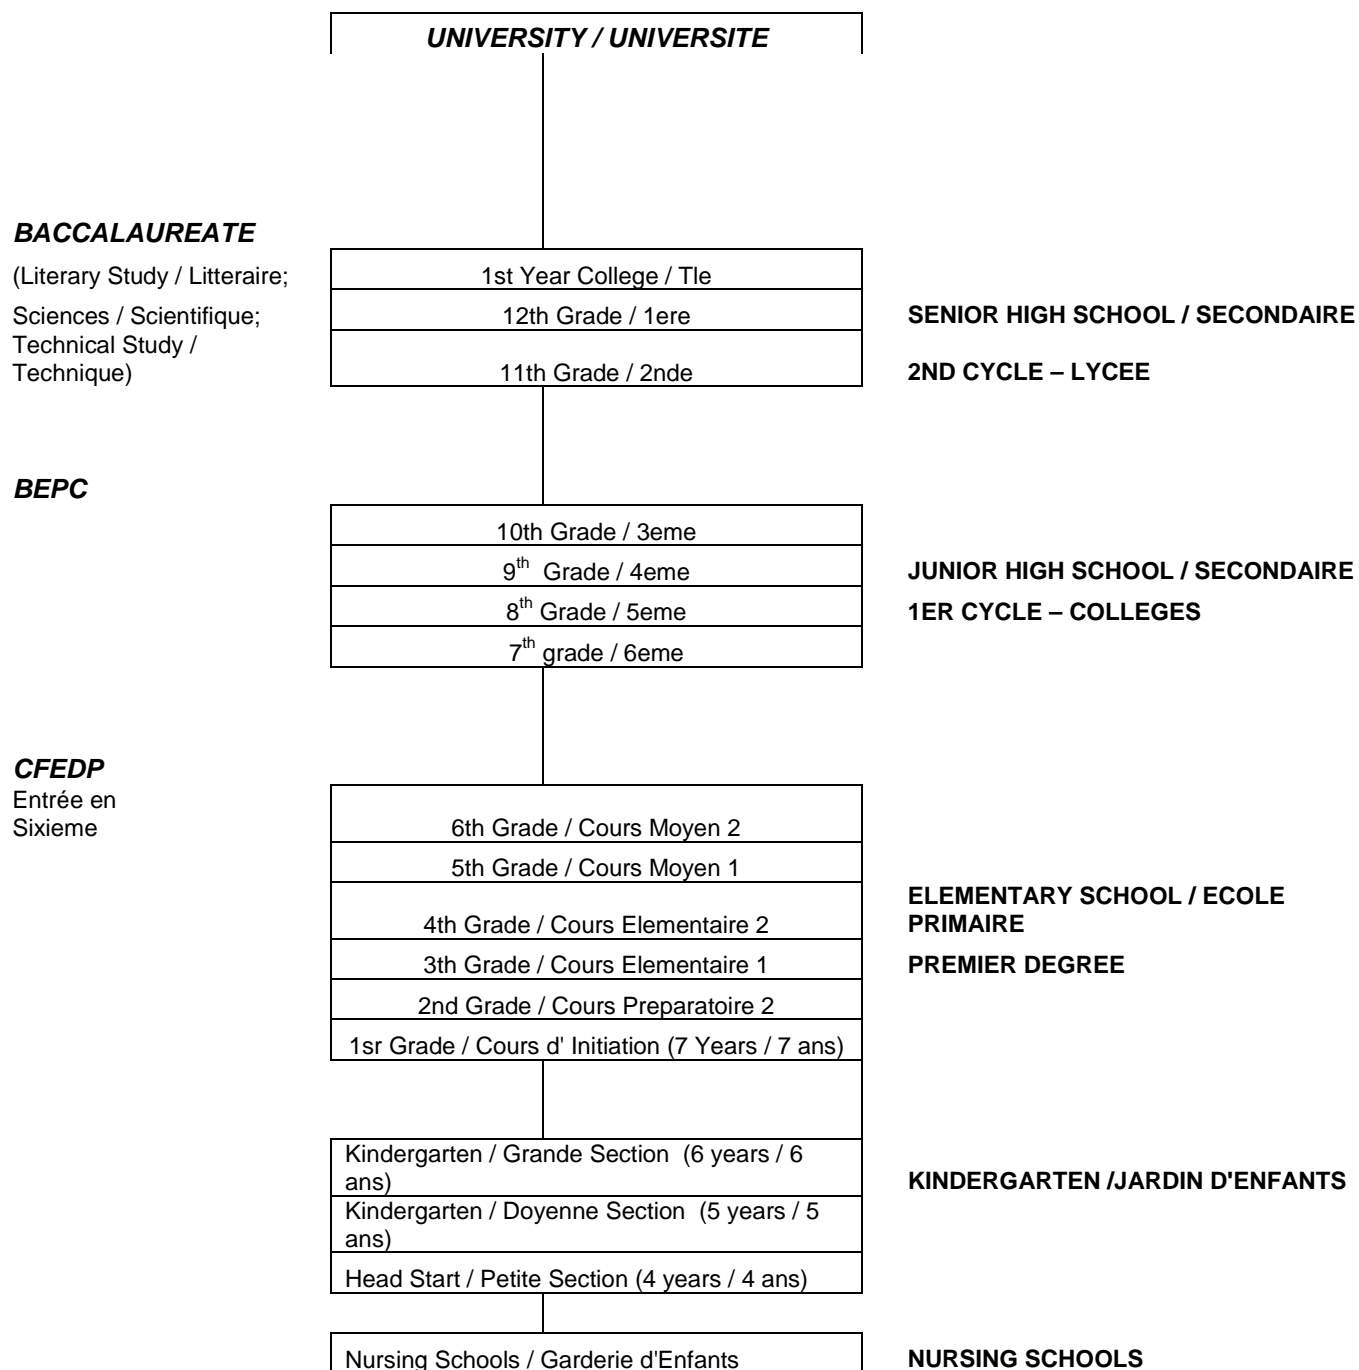 UNIVERSITY / UNIVERSITE
BACCALAUREATE
(Literary Study / Litteraire;
1st Year College / Tle
Sciences / Scientifique;
12th Grade / 1ere
SENIOR HIGH SCHOOL / SECONDAIRE
Technical Study /
Technique)
11th Grade / 2nde
2ND CYCLE – LYCEE
BEPC
10th Grade / 3eme
9th Grade / 4eme
JUNIOR HIGH SCHOOL / SECONDAIRE
8th Grade / 5eme
1ER CYCLE – COLLEGES
7th grade / 6eme
CFEDP
Entrée en
Sixieme
6th Grade / Cours Moyen 2
5th Grade / Cours Moyen 1
ELEMENTARY SCHOOL / ECOLE
PRIMAIRE
4th Grade / Cours Elementaire 2
3th Grade / Cours Elementaire 1
PREMIER DEGREE
2nd Grade / Cours Preparatoire 2
1sr Grade / Cours d' Initiation (7 Years / 7 ans)
Kindergarten / Grande Section (6 years / 6
ans)
KINDERGARTEN /JARDIN D'ENFANTS
Kindergarten / Doyenne Section (5 years / 5
ans)
Head Start / Petite Section (4 years / 4 ans)
Nursing Schools / Garderie d'Enfants
NURSING SCHOOLS